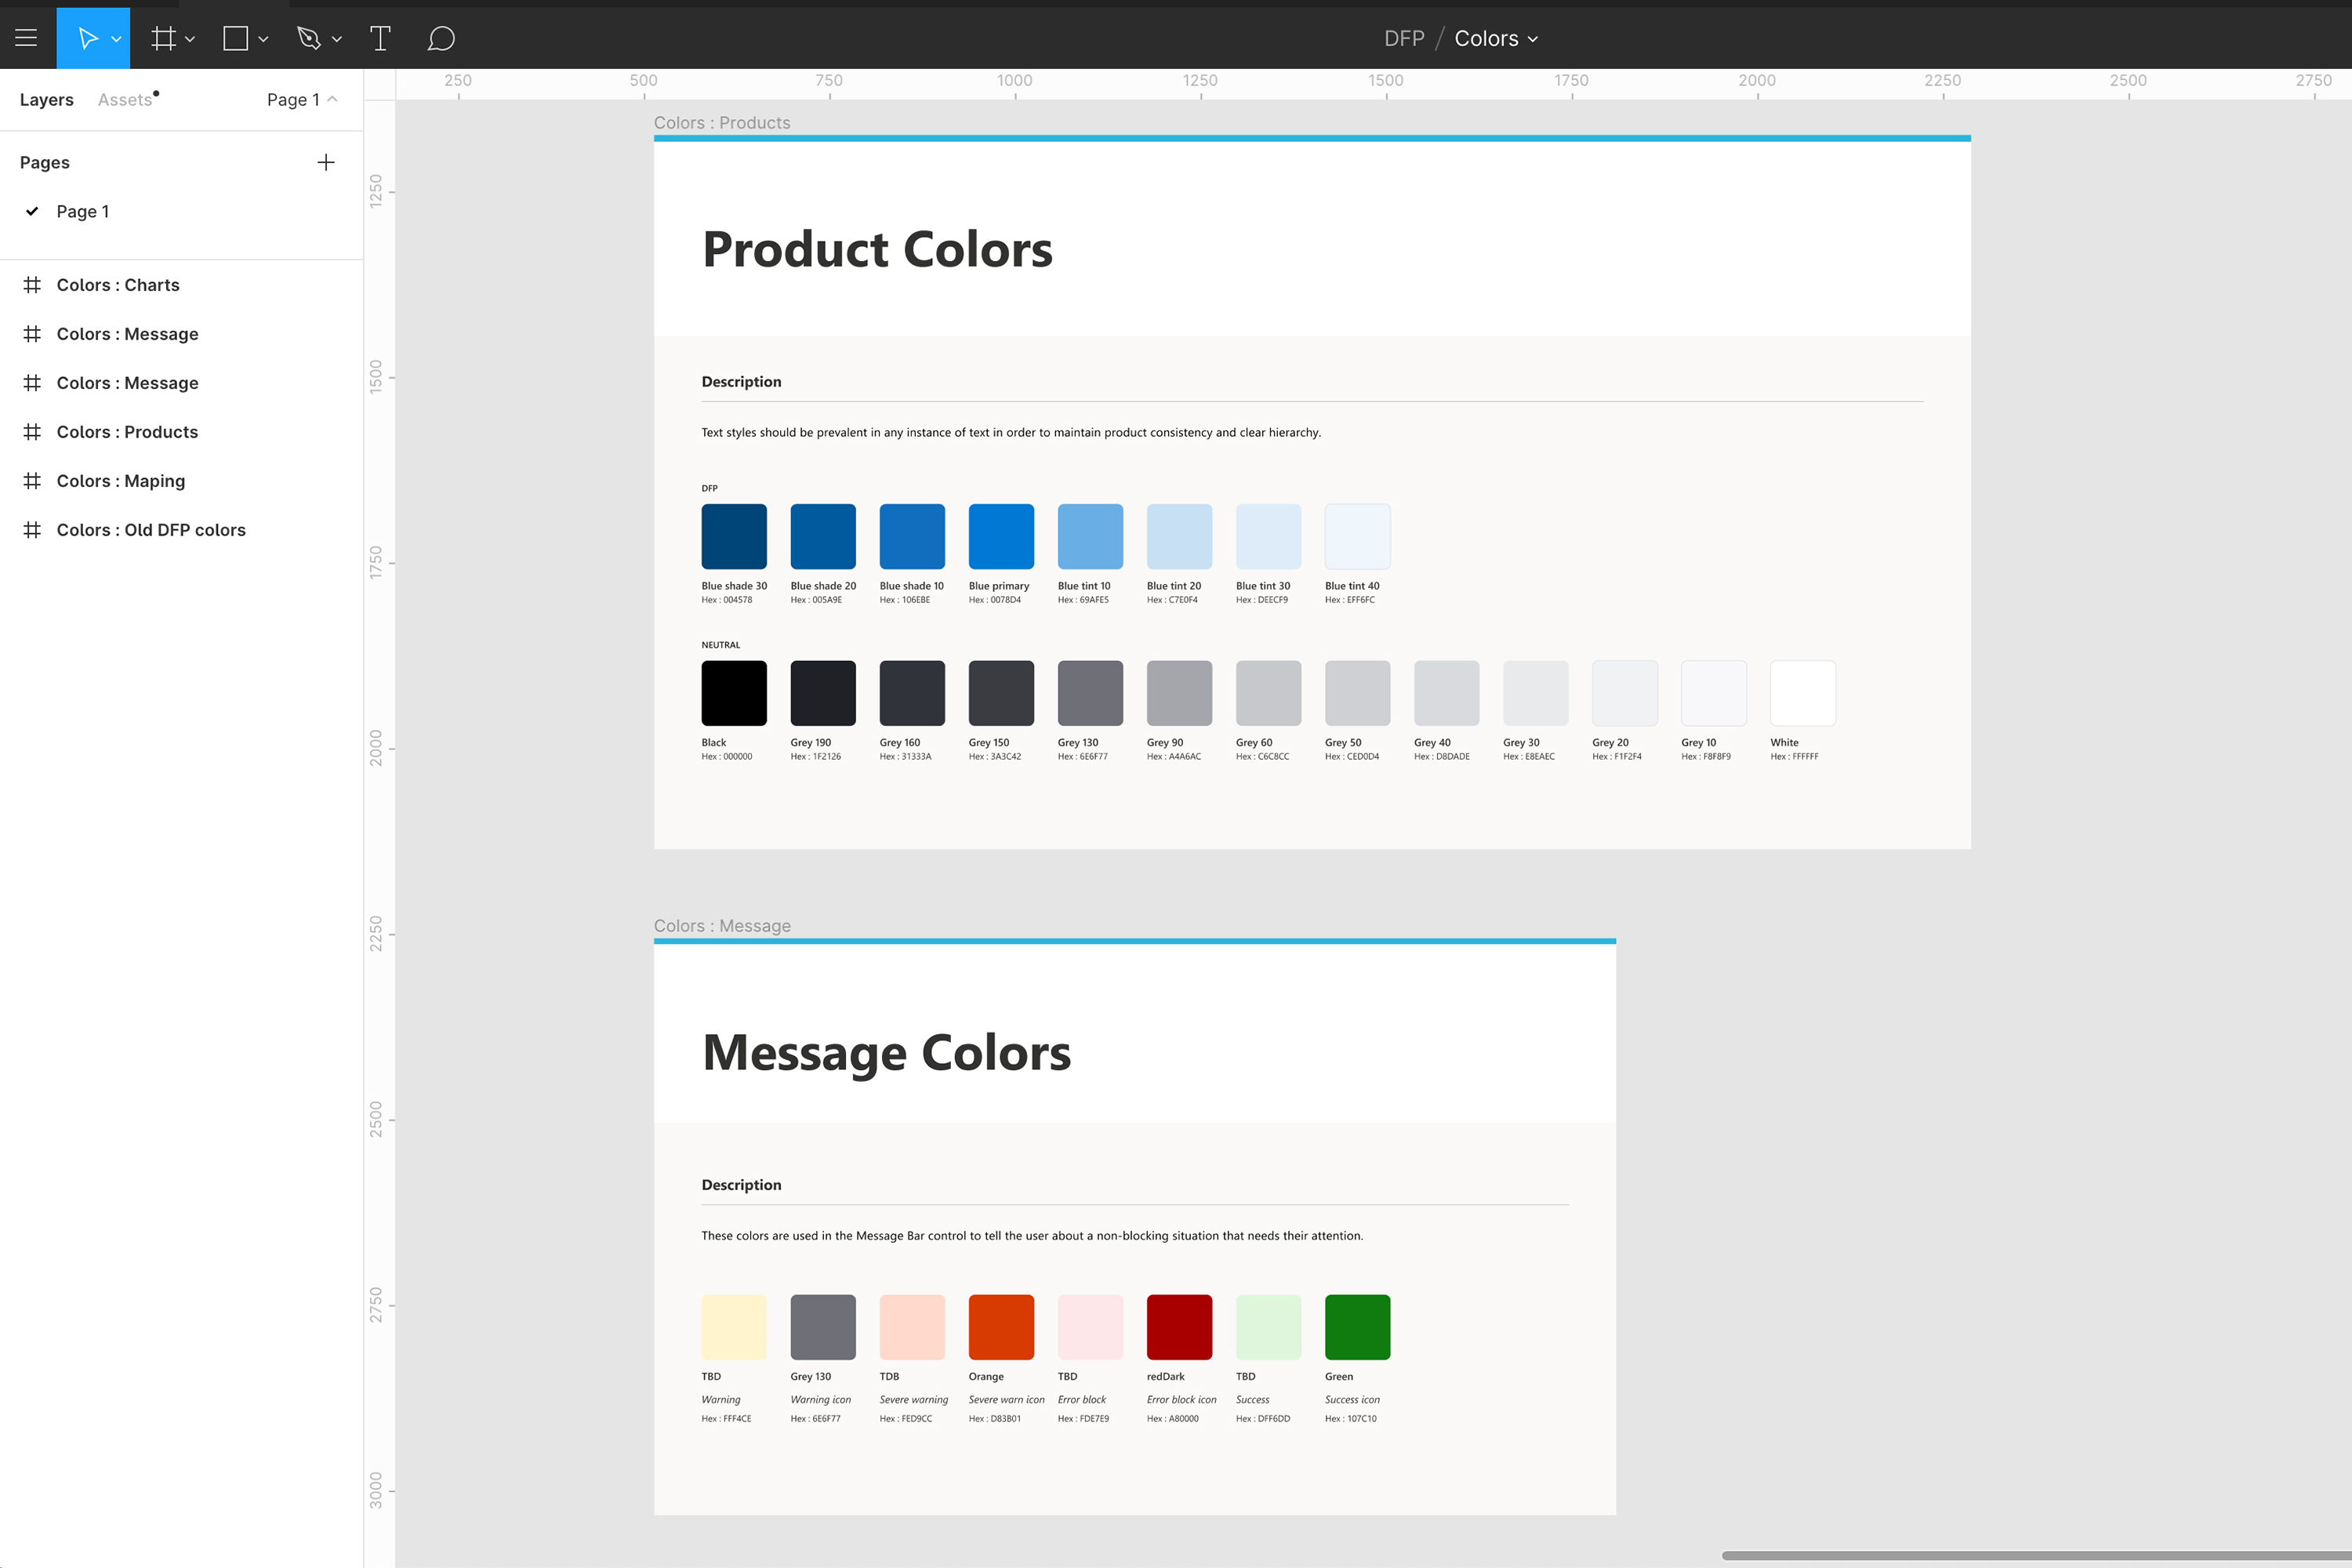 DFP / Colors
Layers Assets Page 1
250 500 750 1000 1250 1500 1750 2000 2250 2500 2750
Pages
Page 1
Colors : Charts
Colors : Message
Colors : Message
Colors : Products
Colors : Maping
Colors : Old DFP colors
1250
1500
1750
2000
2250
2500
2750
3000
Colors : Products
Product Colors
Description
Text styles should be prevalent in any instance of text in order to maintain product consistency and clear hierarchy.
DFP
Blue shade 30 Blue shade 20 Blue shade 10 Blue primary Blue tint 10 Blue tint 20 Blue tint 30 Blue tint 40
Hex : 004578 Hex : 005A9E Hex : 106EBE Hex : 0078D4 Hex : 69AFE5 Hex : C7E0F4 Hex : DEECF9 Hex : EFF6FC
NEUTRAL
Black Grey 190 Grey 160 Grey 150 Grey 130 Grey 90 Grey 60 Grey 50 Grey 40 Grey 30 Grey 20 Grey 10 White
Hex : 000000 Hex : 1F2126 Hex : 31333A Hex : 3A3C42 Hex : 6E6F77 Hex : A4A6AC Hex : C6C8CC Hex : CED0D4 Hex : D8DADE Hex : E8EAEC Hex : F1F2F4 Hex : F8F8F9 Hex : FFFFFF
Colors : Message
Message Colors
Description
These colors are used in the Message Bar control to tell the user about a non-blocking situation that needs their attention.
TBD Grey 130 TDB Orange TBD redDark TBD Green
Warning Warning icon Severe warning Severe warn icon Error block Error block icon Success Success icon
Hex : FFF4CE Hex : 6E6F77 Hex : FED9CC Hex : D83B01 Hex : FDE7E9 Hex : A80000 Hex : DFF6DD Hex : 107C10